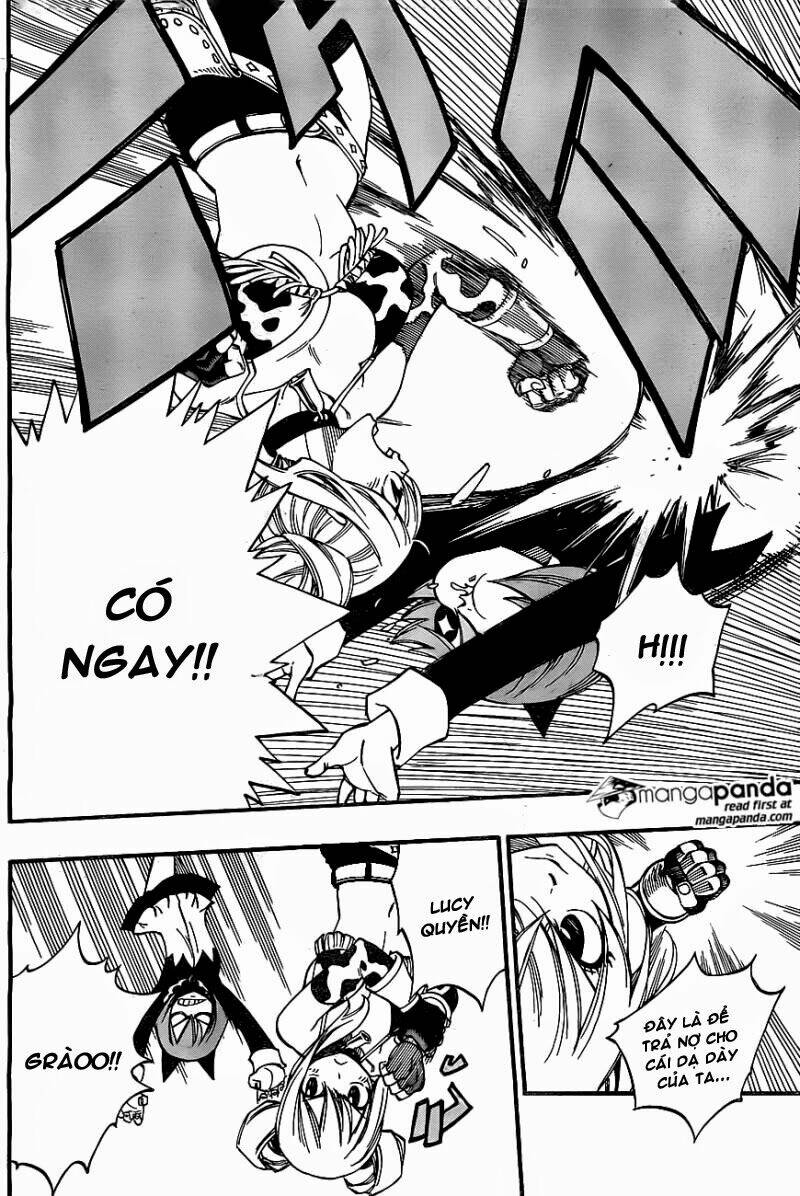 CÓ
NGAY!!
HII!
mangapanda
read first at
mangapanda.com
ĐÂY LÀ ĐỂ
TRẢ NỢ CHO
CÁI DẠ DÀY
CỦA TA...
LUCY
QUYỀN!!
GRÀOO!!